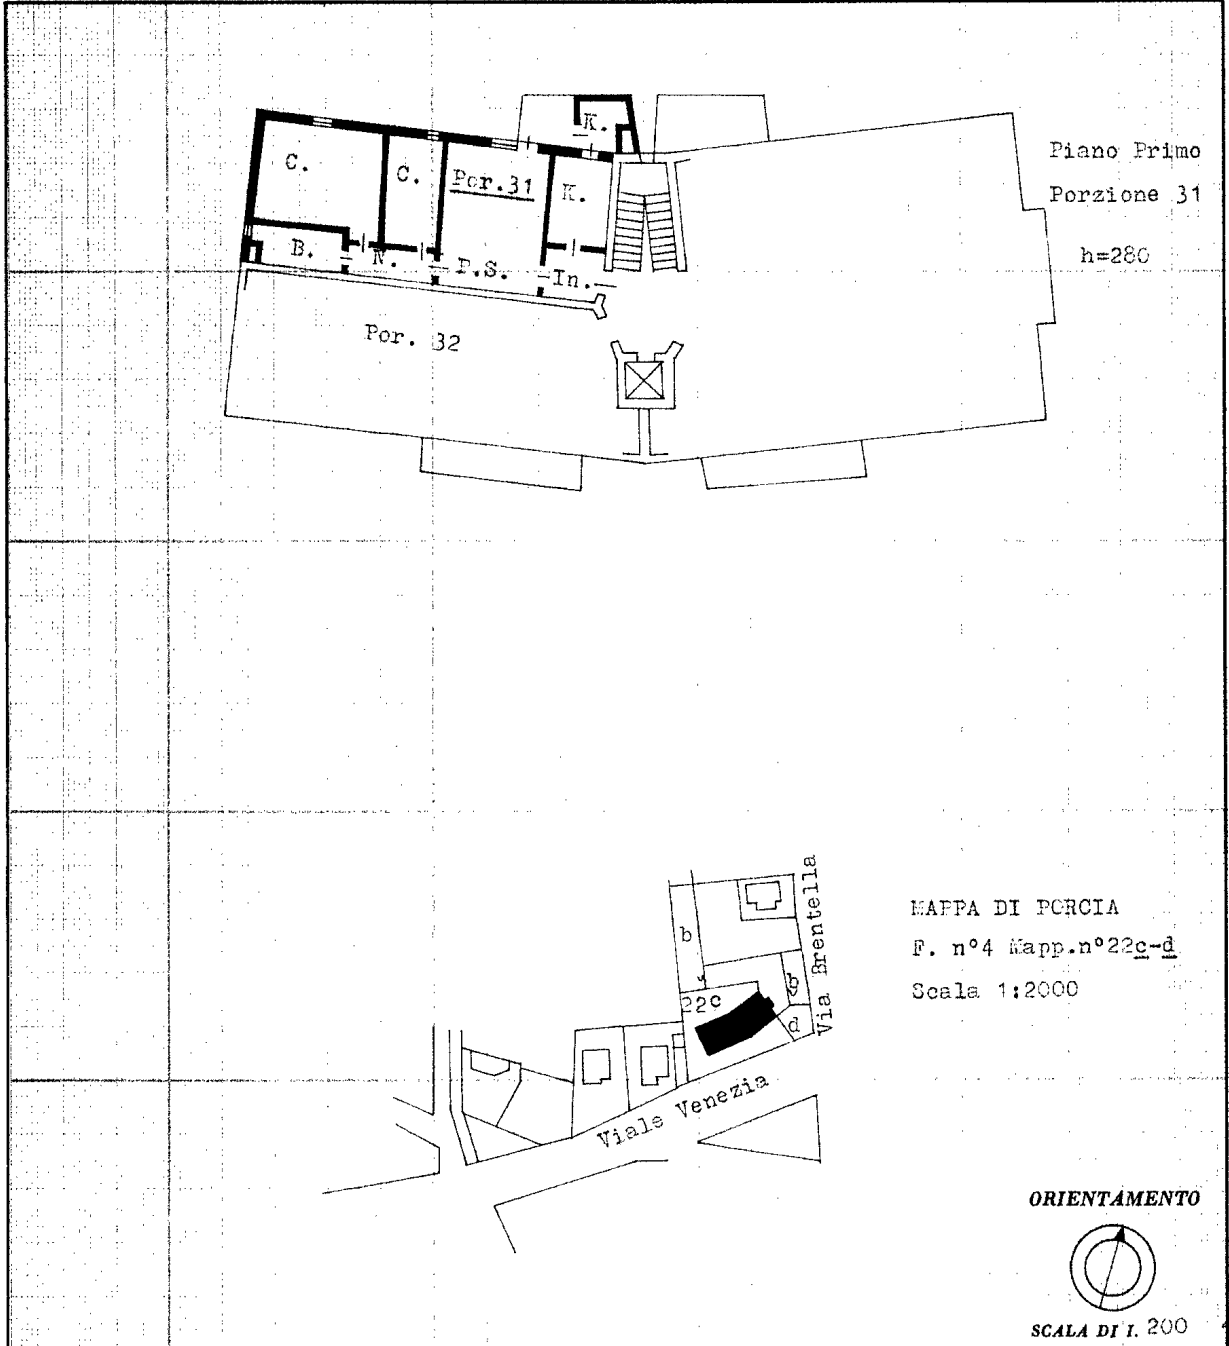 K.
C.
C.
Por.31
K.
Piano Primo
Porzione 31
h=280
B.
N.
P.S.
In.
Por. 32
MAPPA DI PORCIA
F. n°4 Mapp.n°22c-d
Scala 1:2000
b
Via Brentella
22c
d
Viale Venezia
ORIENTAMENTO
SCALA DI 1. 200